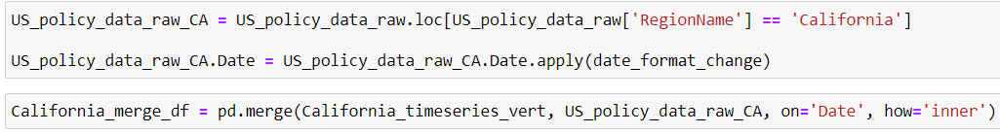 US_policy_data_raw_CA = US_policy_data_raw.loc[US_policy_data_raw['RegionName'] == 'California']
US_policy_data_raw_CA.Date = US_policy_data_raw_CA.Date.apply(date_format_change)
California_merge_df = pd.merge(California_timeseries_vert, US_policy_data_raw_CA, on='Date', how='inner')